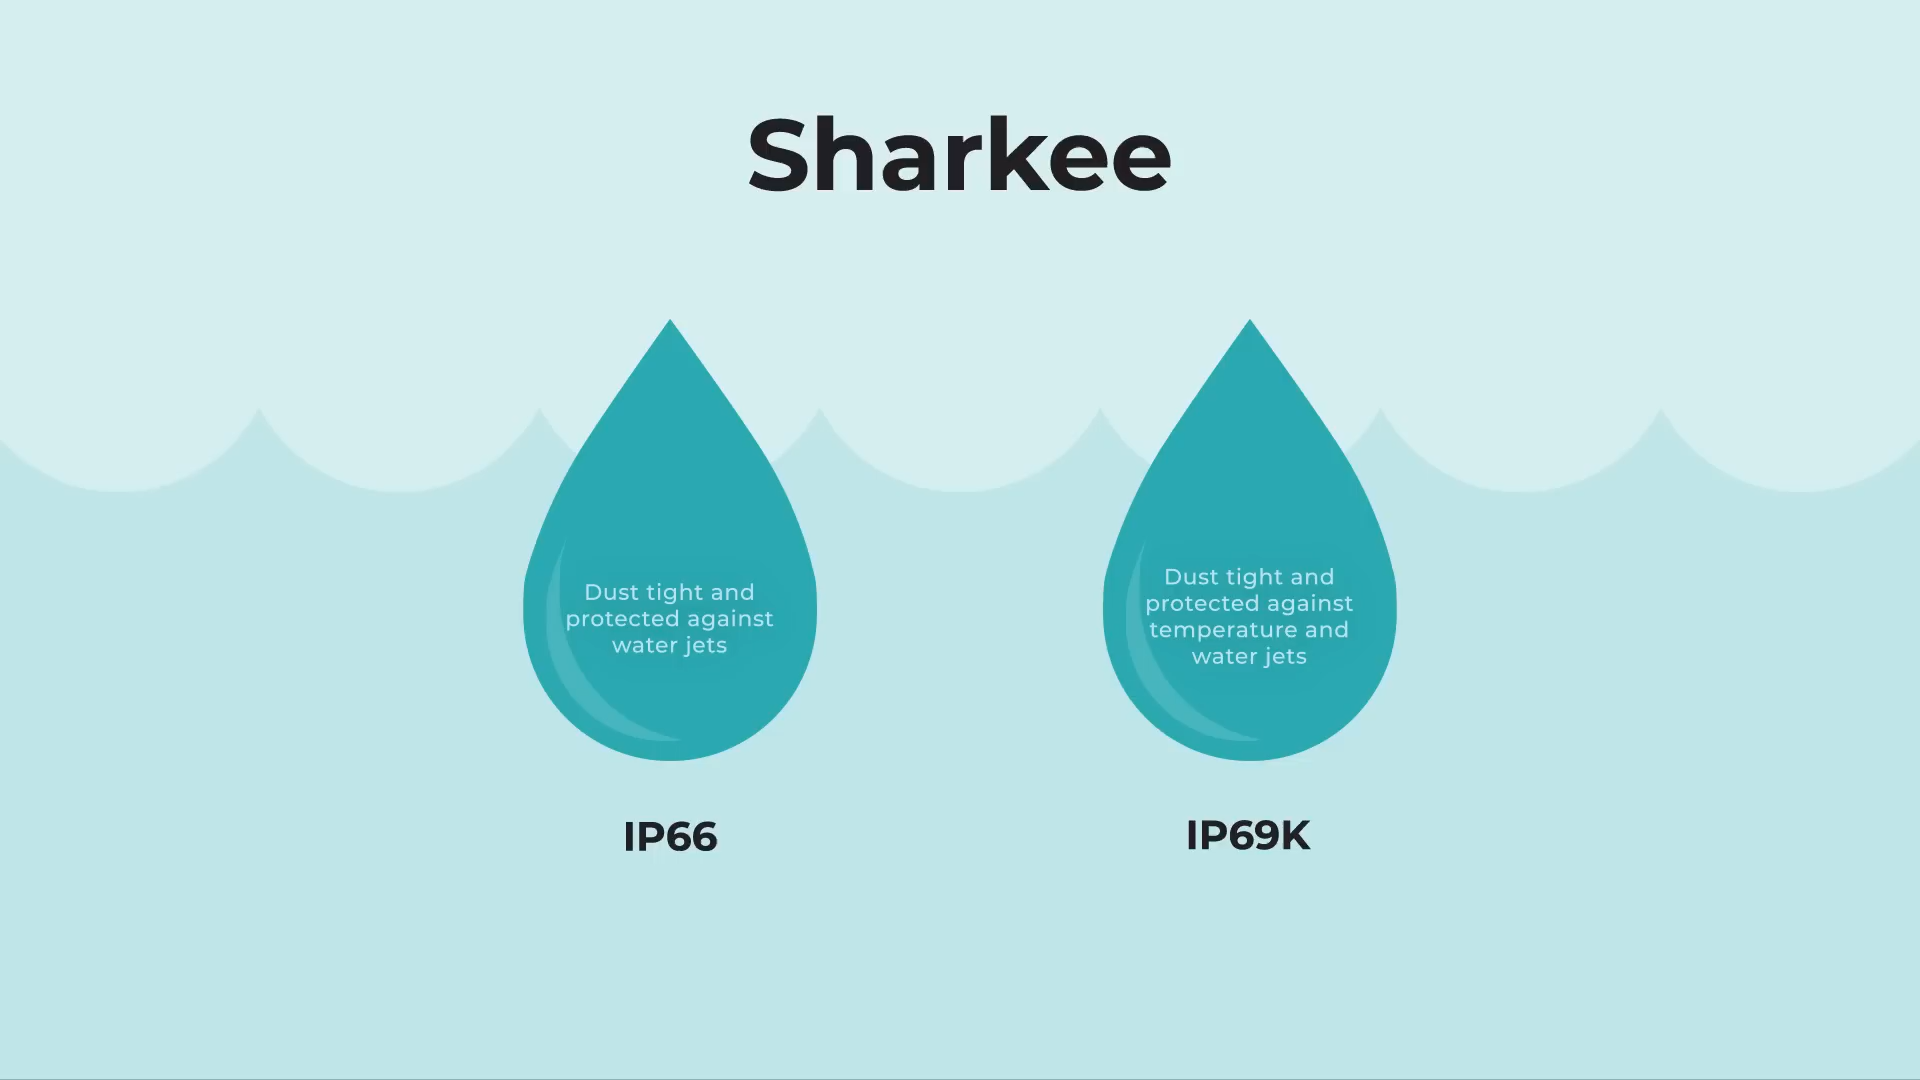 Sharkee
Dust tight and
protected against
water jets
IP66
Dust tight and
protected against
temperature and
water jets
IP69K